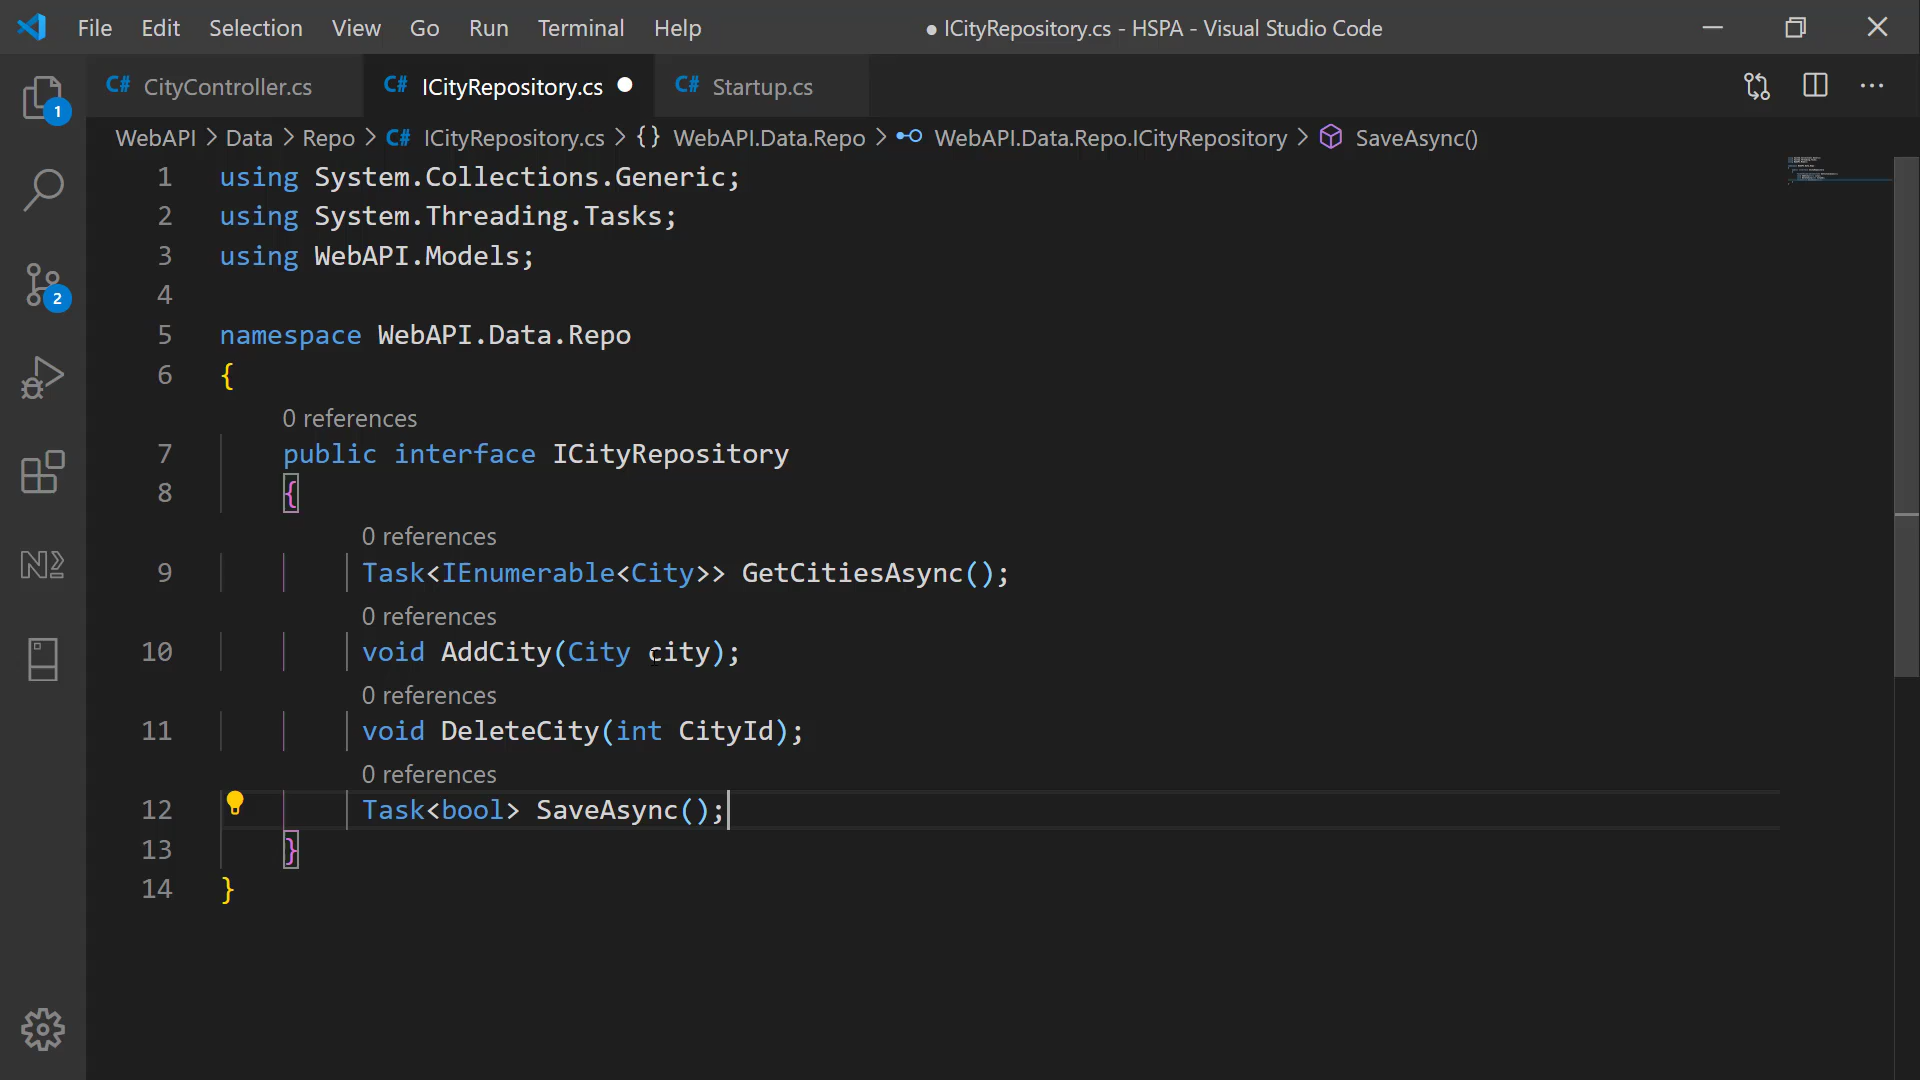 File Edit Selection View Go Run Terminal Help
● ICityRepository.cs - HSPA - Visual Studio Code
C# CityController.cs
C# ICityRepository.cs ●
C# Startup.cs
WebAPI > Data > Repo > C# ICityRepository.cs > {} WebAPI.Data.Repo > WebAPI.Data.Repo.ICityRepository > SaveAsync()
1
2
1 using System.Collections.Generic;
2 using System.Threading.Tasks;
3 using WebAPI.Models;
4
5 namespace WebAPI.Data.Repo
6 {
0 references
7 public interface ICityRepository
8 {
0 references
9 Task<IEnumerable<City>> GetCitiesAsync();
0 references
10 void AddCity(City city);
0 references
11 void DeleteCity(int CityId);
0 references
12 Task<bool> SaveAsync();
13 }
14 }